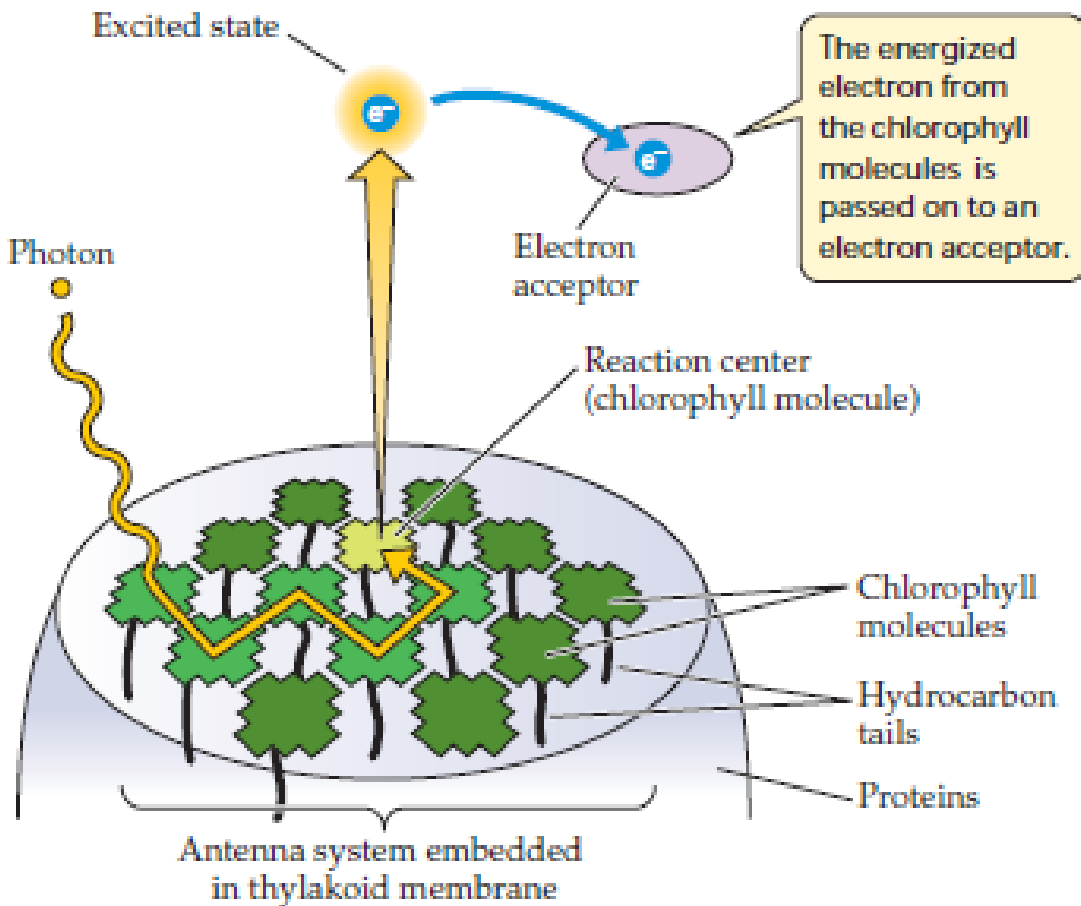 Excited state
e⁻
e⁻
The energized
electron from
the chlorophyll
molecules is
passed on to an
electron acceptor.
Electron
acceptor
Photon
Reaction center
(chlorophyll molecule)
Chlorophyll
molecules
Hydrocarbon
tails
Proteins
Antenna system embedded
in thylakoid membrane